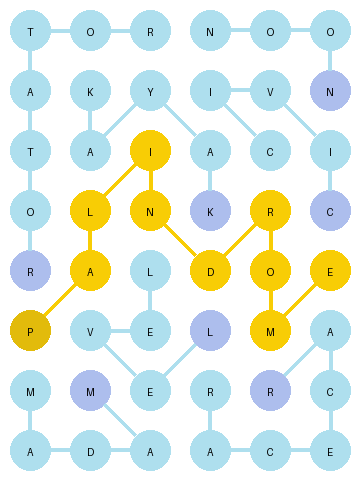 T O R N O O
A K Y I V N
T A I A C I
O L N K R C
R A L D O E
P V E L M A
M M E R R C
A D A A C E